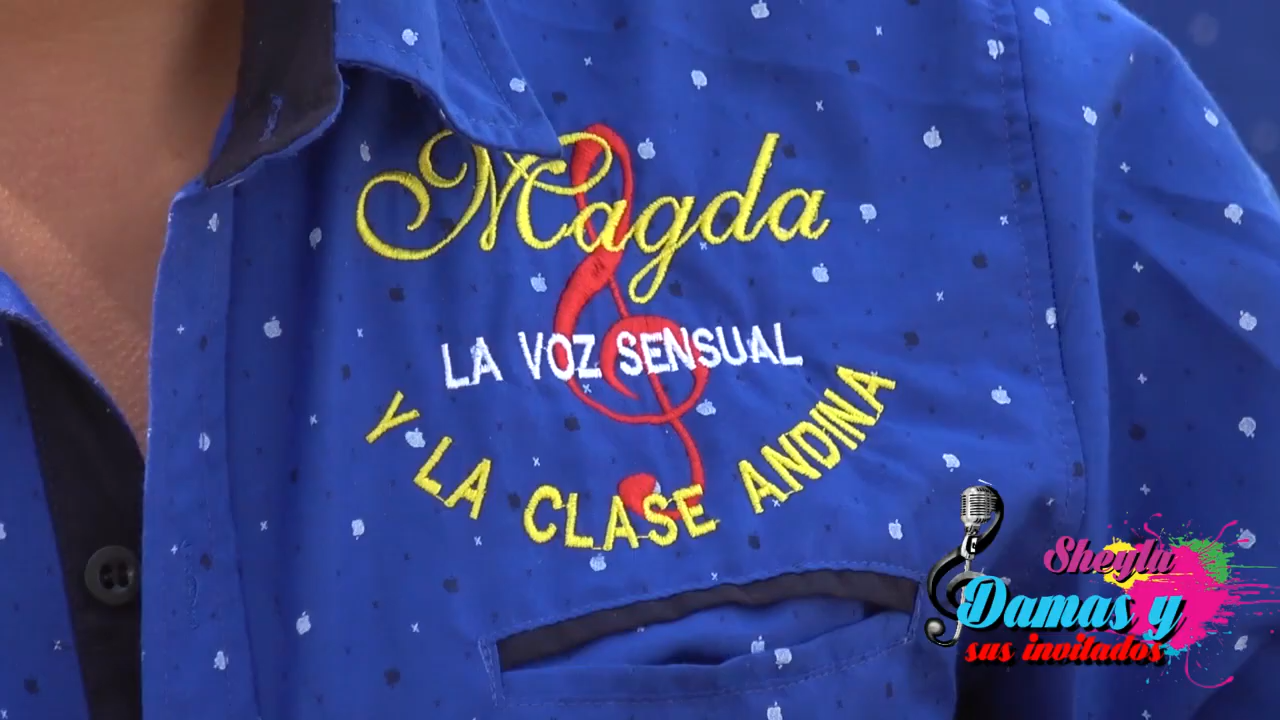 Magda
LA VOZ SENSUAL
Y LA CLASE ANDINA
Sheyla
Damas y
sus invitados